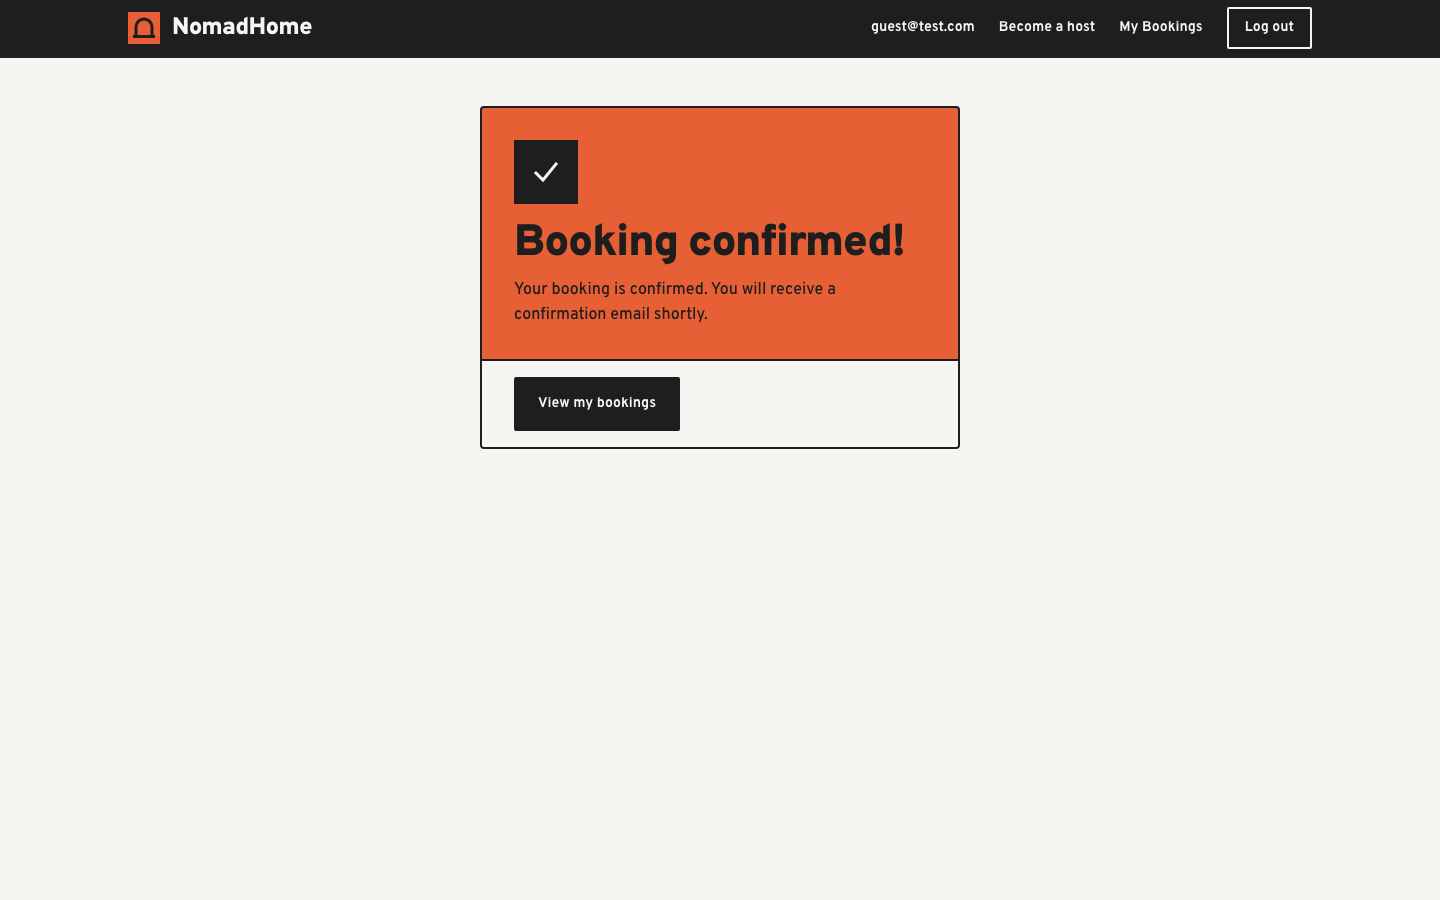 NomadHome
guest@test.com
Become a host
My Bookings
Log out
Booking confirmed!
Your booking is confirmed. You will receive a
confirmation email shortly.
View my bookings